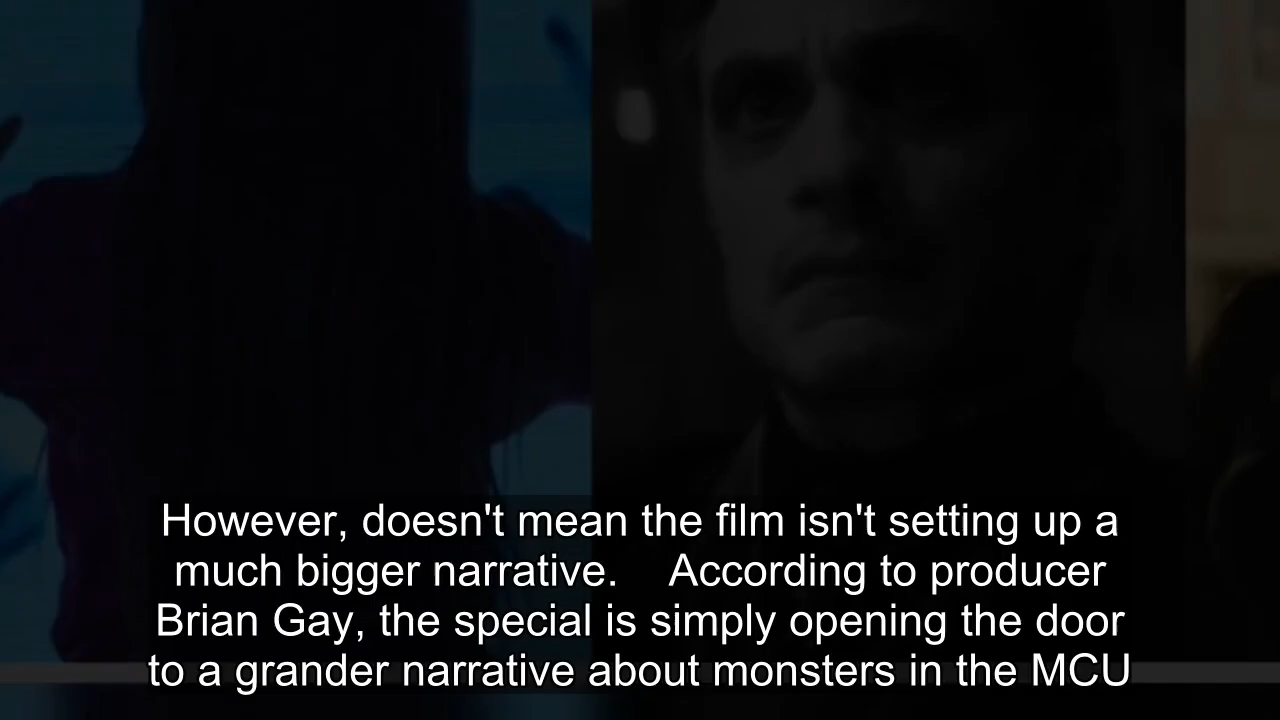 However, doesn't mean the film isn't setting up a
much bigger narrative. According to producer
Brian Gay, the special is simply opening the door
to a grander narrative about monsters in the MCU